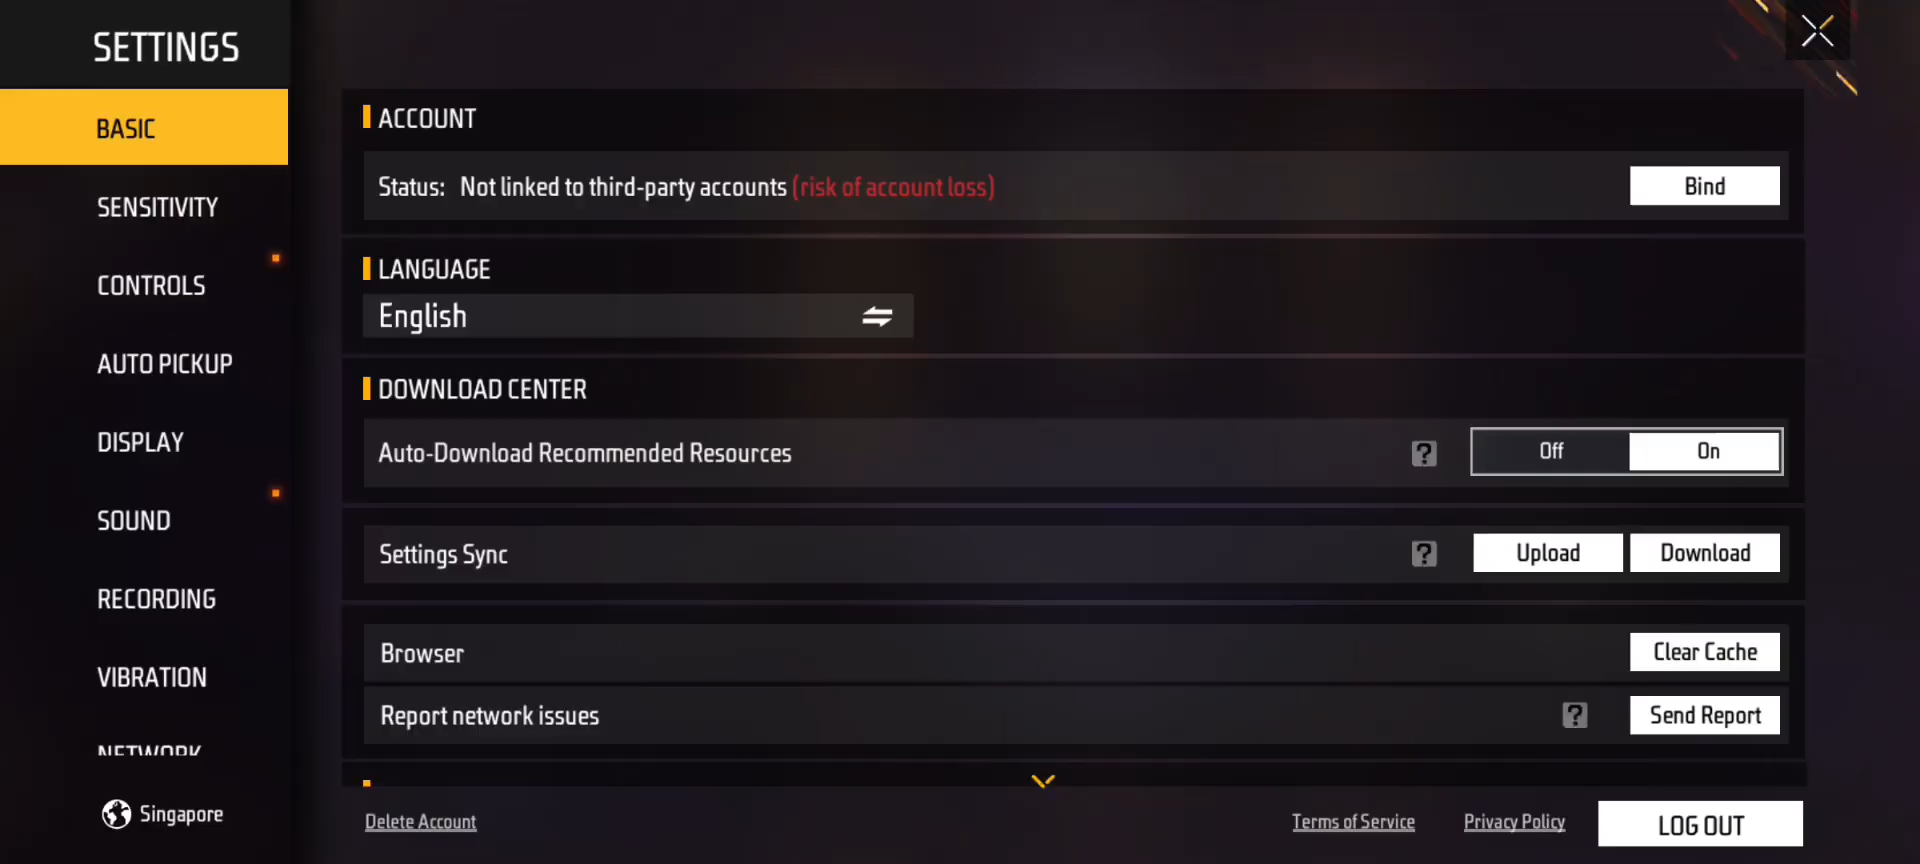 SETTINGS
BASIC
SENSITIVITY
CONTROLS
AUTO PICKUP
DISPLAY
SOUND
RECORDING
VIBRATION
NETWORK
Singapore
ACCOUNT
Status: Not linked to third-party accounts (risk of account loss)
Bind
LANGUAGE
English
DOWNLOAD CENTER
Auto-Download Recommended Resources
?
Off
On
Settings Sync
?
Upload
Download
Browser
Clear Cache
Report network issues
?
Send Report
Delete Account
Terms of Service
Privacy Policy
LOG OUT